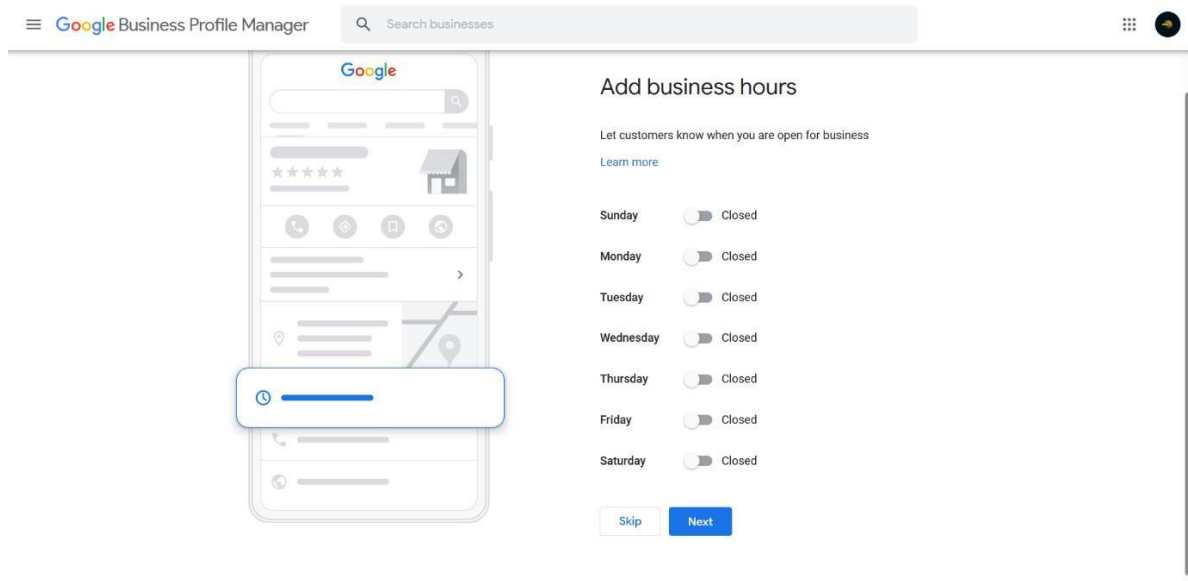 Google Business Profile Manager
Search businesses
Google
Add business hours
Let customers know when you are open for business
Learn more
Sunday Closed
Monday Closed
Tuesday Closed
Wednesday Closed
Thursday Closed
Friday Closed
Saturday Closed
Skip Next